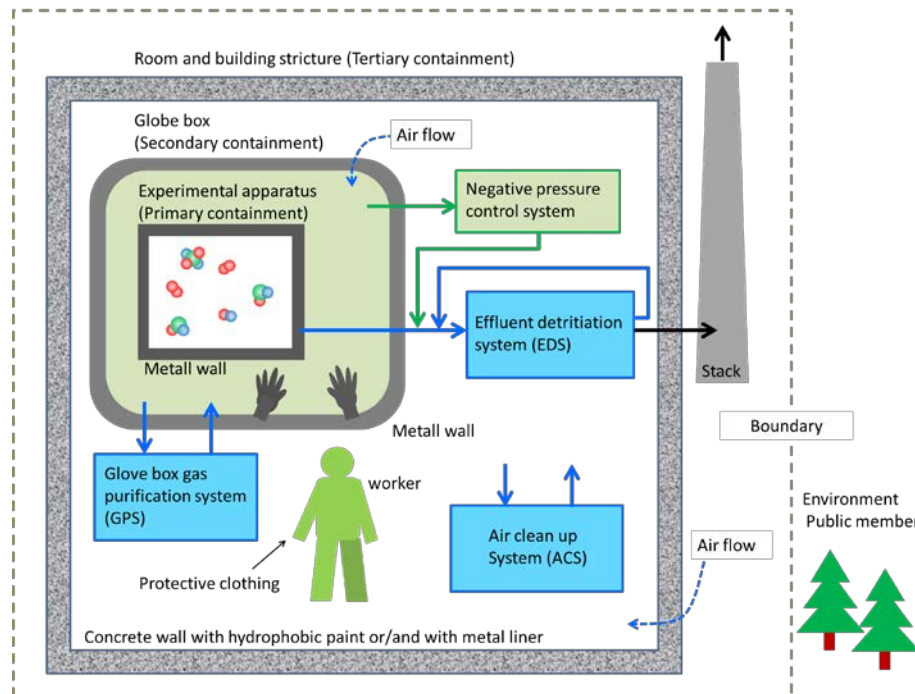 Room and building stricture (Tertiary containment)
Globe box
(Secondary containment)
Air flow
Experimental apparatus
(Primary containment)
Negative pressure
control system
Effluent detritiation
system (EDS)
Metall wall
Stack
Metall wall
Boundary
Glove box gas
purification system
(GPS)
worker
Environment
Public member
Air clean up
System (ACS)
Air flow
Protective clothing
Concrete wall with hydrophobic paint or/and with metal liner